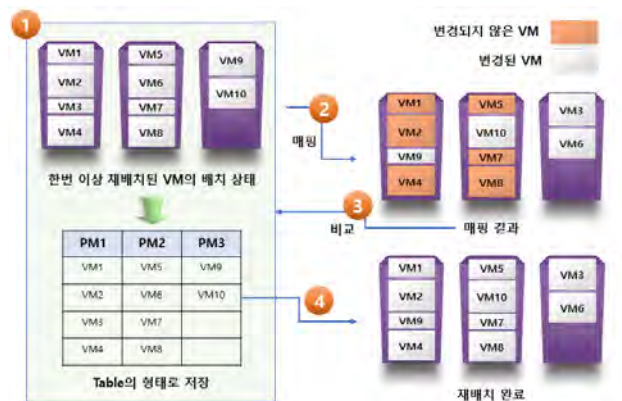 1
VM1 VM5 VM9
VM2 VM6 VM10
VM3 VM7
VM4 VM8
한번 이상 재배치된 VM의 배치 상태
PM1 PM2 PM3
VM1 VM5 VM9
VM2 VM6 VM10
VM3 VM7
VM4 VM8
Table의 형태로 저장
변경되지 않은 VM
변경된 VM
2
매핑
VM1 VM5 VM3
VM2 VM10 VM6
VM9 VM7
VM4 VM8
3
비교
매핑 결과
4
VM1 VM5 VM3
VM2 VM10 VM6
VM9 VM7
VM4 VM8
재배치 완료